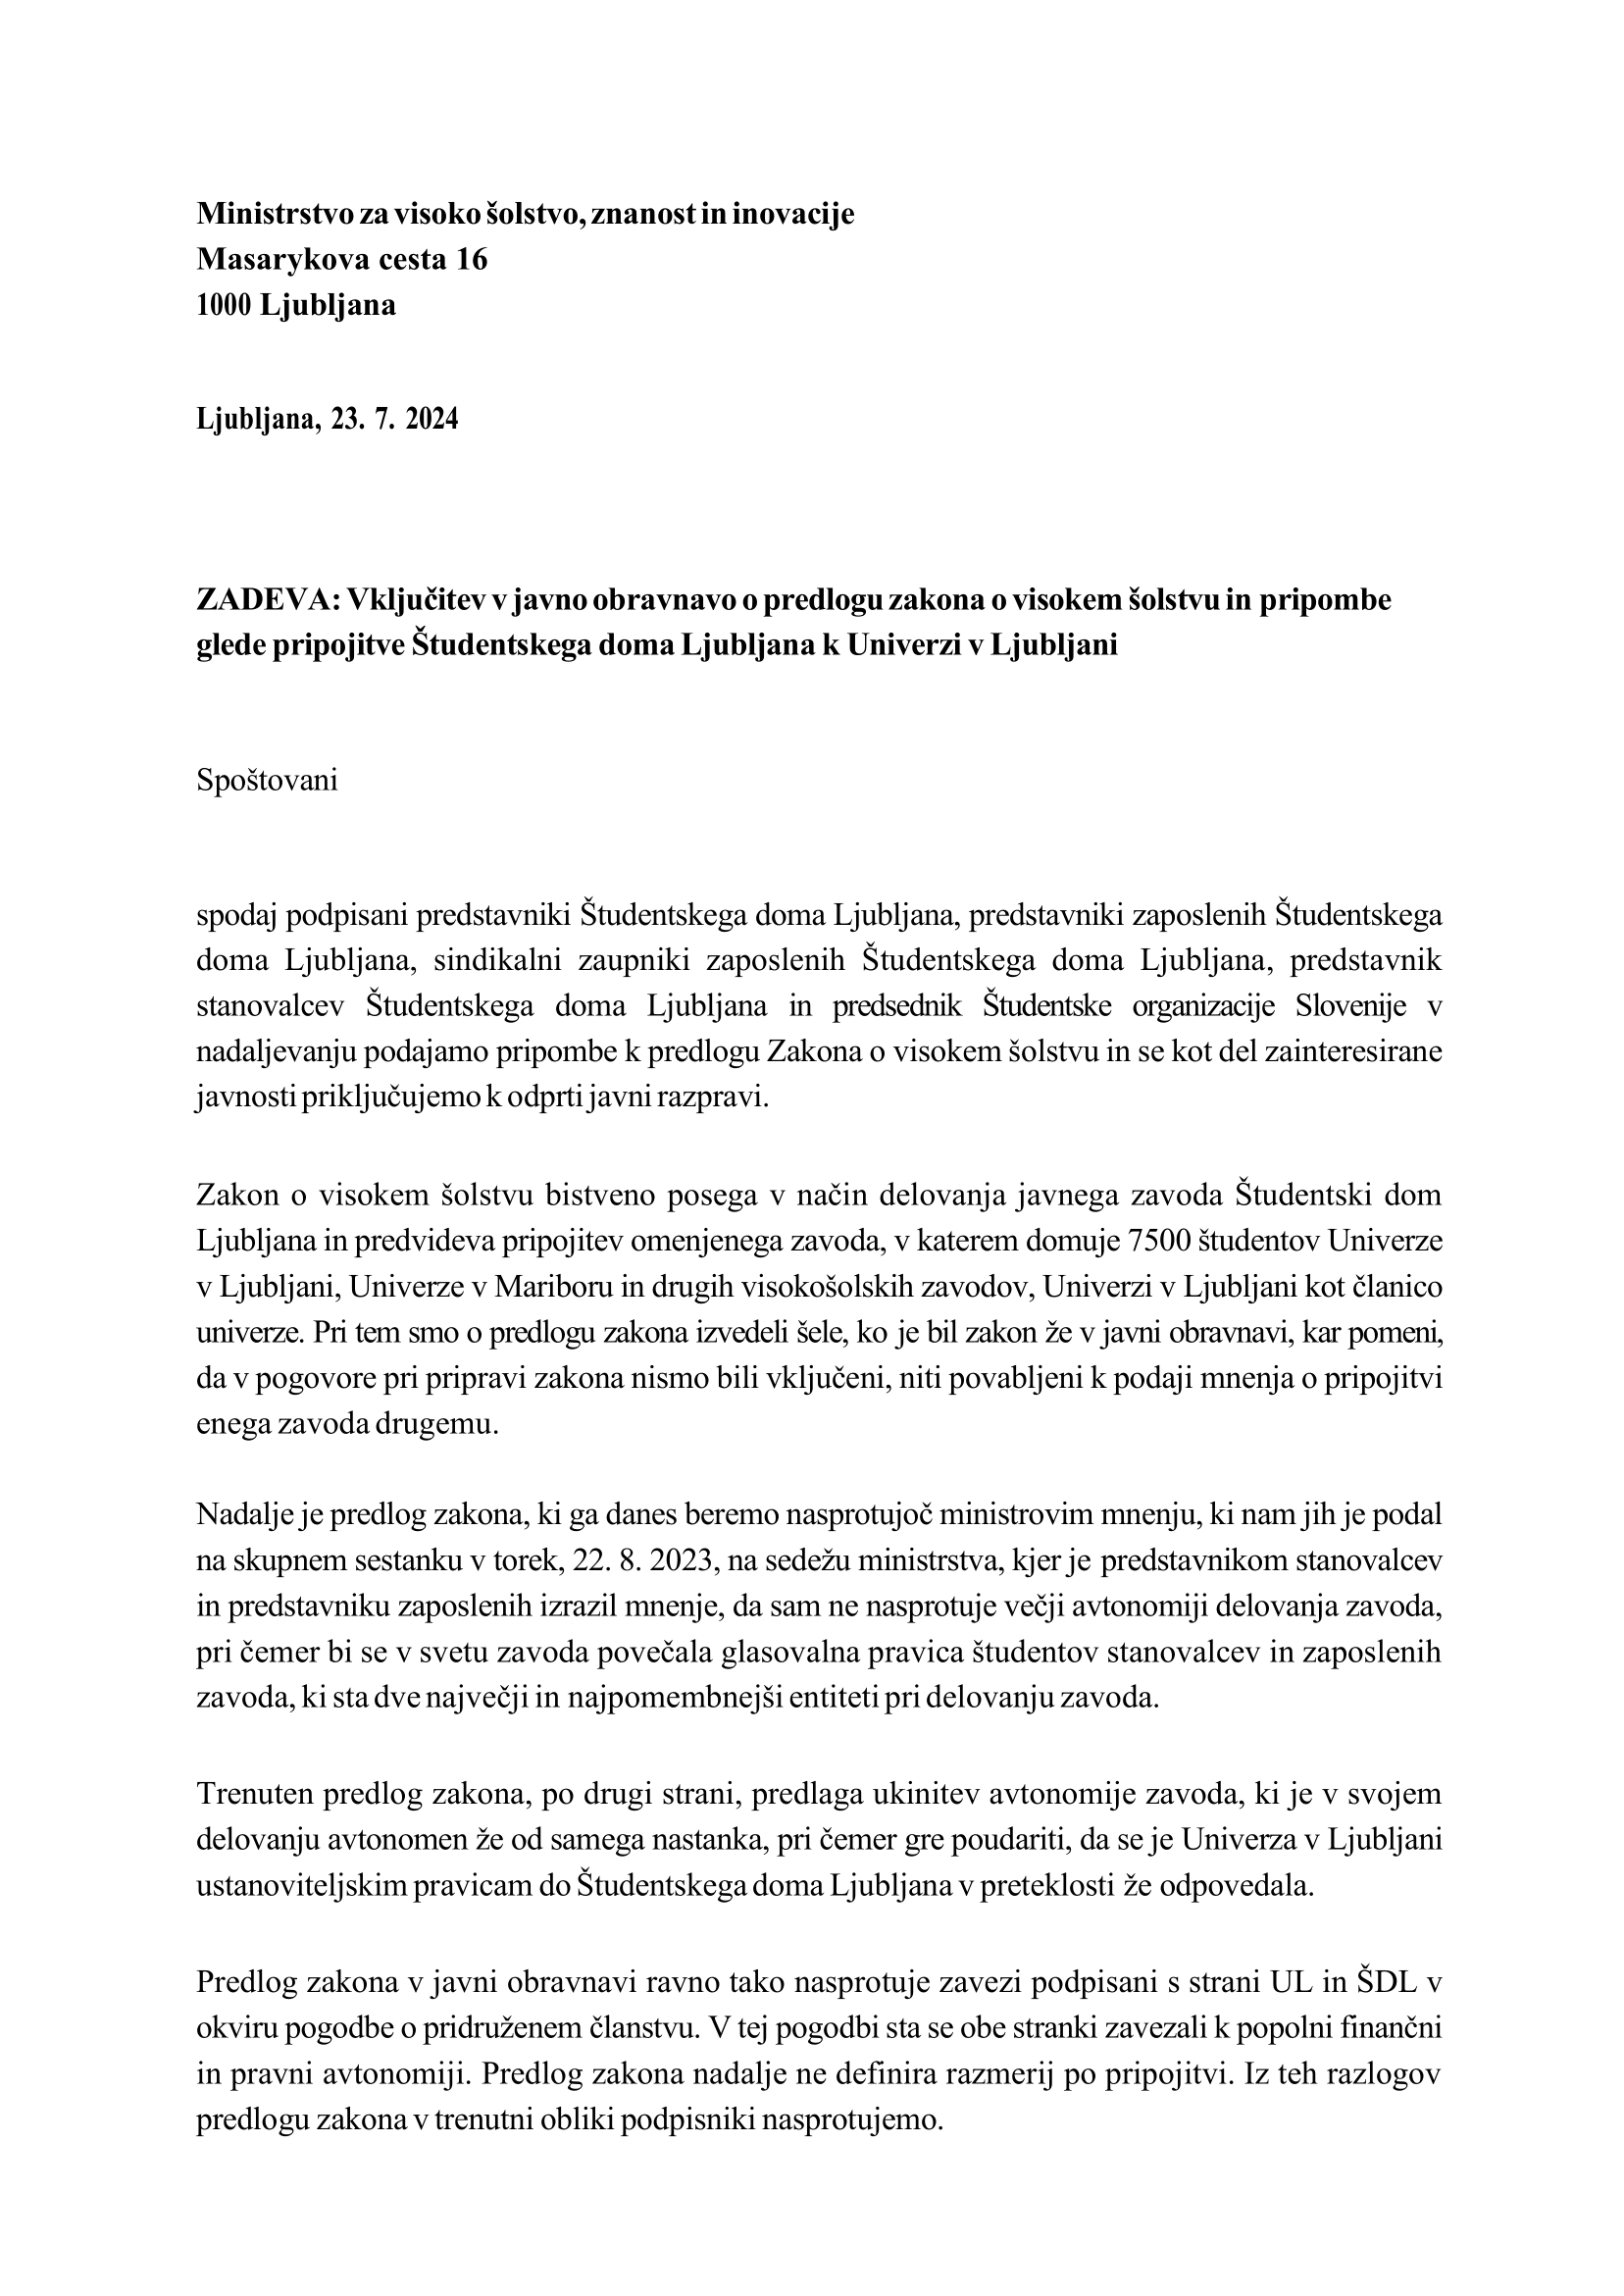 Ministrstvo za visoko šolstvo, znanost in inovacije
Masarykova cesta 16
1000 Ljubljana
Ljubljana, 23. 7. 2024
ZADEVA: Vključitev v javno obravnavo o predlogu zakona o visokem šolstvu in pripombe
glede pripojitve Študentskega doma Ljubljana k Univerzi v Ljubljani
Spoštovani
spodaj podpisani predstavniki Študentskega doma Ljubljana, predstavniki zaposlenih Študentskega
doma Ljubljana, sindikalni zaupniki zaposlenih Študentskega doma Ljubljana, predstavnik
stanovalcev Študentskega doma Ljubljana in predsednik Študentske organizacije Slovenije v
nadaljevanju podajamo pripombe k predlogu Zakona o visokem šolstvu in se kot del zainteresirane
javnosti priključujemo k odprti javni razpravi.
Zakon o visokem šolstvu bistveno posega v način delovanja javnega zavoda Študentski dom
Ljubljana in predvideva pripojitev omenjenega zavoda, v katerem domuje 7500 študentov Univerze
v Ljubljani, Univerze v Mariboru in drugih visokošolskih zavodov, Univerzi v Ljubljani kot članico
univerze. Pri tem smo o predlogu zakona izvedeli šele, ko je bil zakon že v javni obravnavi, kar pomeni,
da v pogovore pri pripravi zakona nismo bili vključeni, niti povabljeni k podaji mnenja o pripojitvi
enega zavoda drugemu.
Nadalje je predlog zakona, ki ga danes beremo nasprotujoč ministrovim mnenju, ki nam jih je podal
na skupnem sestanku v torek, 22. 8. 2023, na sedežu ministrstva, kjer je predstavnikom stanovalcev
in predstavniku zaposlenih izrazil mnenje, da sam ne nasprotuje večji avtonomiji delovanja zavoda,
pri čemer bi se v svetu zavoda povečala glasovalna pravica študentov stanovalcev in zaposlenih
zavoda, ki sta dve največji in najpomembnejši entiteti pri delovanju zavoda.
Trenuten predlog zakona, po drugi strani, predlaga ukinitev avtonomije zavoda, ki je v svojem
delovanju avtonomen že od samega nastanka, pri čemer gre poudariti, da se je Univerza v Ljubljani
ustanoviteljskim pravicam do Študentskega doma Ljubljana v preteklosti že odpovedala.
Predlog zakona v javni obravnavi ravno tako nasprotuje zavezi podpisani s strani UL in ŠDL v
okviru pogodbe o pridruženem članstvu. V tej pogodbi sta se obe stranki zavezali k popolni finančni
in pravni avtonomiji. Predlog zakona nadalje ne definira razmerij po pripojitvi. Iz teh razlogov
predlogu zakona v trenutni obliki podpisniki nasprotujemo.